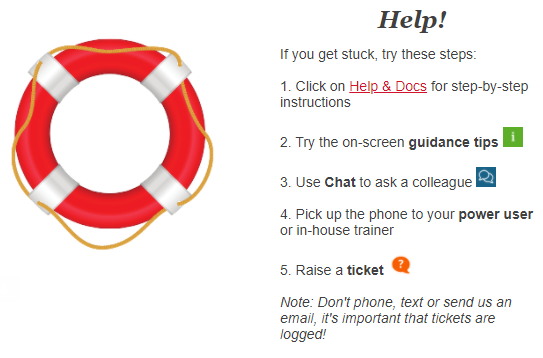 Help!
If you get stuck, try these steps:
1. Click on Help & Docs for step-by-step
instructions
2. Try the on-screen guidance tips i
3. Use Chat to ask a colleague
4. Pick up the phone to your power user
or in-house trainer
5. Raise a ticket ?
Note: Don't phone, text or send us an
email, it's important that tickets are
logged!